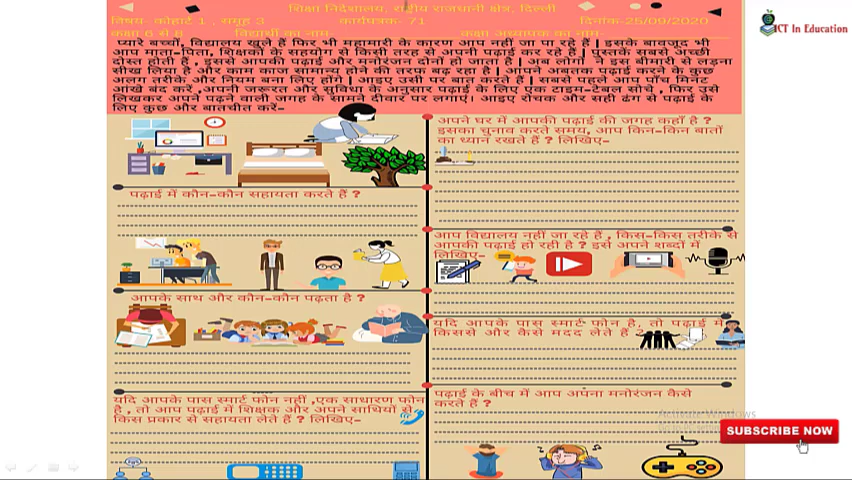 शिक्षा निदेशालय, राष्ट्रीय राजधानी क्षेत्र, दिल्ली
विषय- कोहार्ट 1 , समूह 3 कार्यपत्रक- 71 दिनांक-25/09/2020
कक्षा 6 से 8 विद्यार्थी का नाम- कक्षा अध्यापक का नाम-
प्यारे बच्चों, विद्यालय खुले हैं फिर भी महामारी के कारण आप नहीं जा पा रहे हैं | इसके बावजूद भी
आप माता-पिता, शिक्षकों के सहयोग से किसी तरह से अपनी पढ़ाई कर रहे हैं | पुस्तकें सबसे अच्छी
दोस्त होती हैं , इससे आपकी पढ़ाई और मनोरंजन दोनों हो जाता है | अब लोगों ने इस बीमारी से लड़ना
सीख लिया है और काम काज सामान्य होने की तरफ बढ़ रहा है | आपने अबतक पढ़ाई करने के कुछ
अलग तरीके और नियम बना लिए होंगे | आइए उसी पर बात करते हैं | सबसे पहले आप पाँच मिनट
आंखें बंद करें ,अपनी जरूरत और सुविधा के अनुसार पढ़ाई के लिए एक टाइम-टेबल सोचें , फिर उसे
लिखकर अपने पढ़ने वाली जगह के सामने दीवार पर लगाएं। आइए रोचक और सही ढंग से पढ़ाई के
लिए कुछ और बातचीत करें-
अपने घर में आपकी पढ़ाई की जगह कहाँ है ?
इसका चुनाव करते समय, आप किन-किन बातों
का ध्यान रखते हैं ? लिखिए-
पढ़ाई में कौन-कौन सहायता करते हैं ?
आप विद्यालय नहीं जा रहे हैं , किस-किस तरीके से
आपकी पढ़ाई हो रही है ? इसे अपने शब्दों में
लिखिए-
आपके साथ और कौन-कौन पढ़ता है ?
यदि आपके पास स्मार्ट फोन है, तो पढ़ाई में
किससे और कैसे मदद लेते हैं ?
यदि आपके पास स्मार्ट फोन नहीं ,एक साधारण फोन
है , तो आप पढ़ाई में शिक्षक और अपने साथियों से
किस प्रकार से सहायता लेते हैं ? लिखिए-
पढ़ाई के बीच में आप अपना मनोरंजन कैसे
करते हैं ?
ICT In Education
Activate Windows
SUBSCRIBE NOW